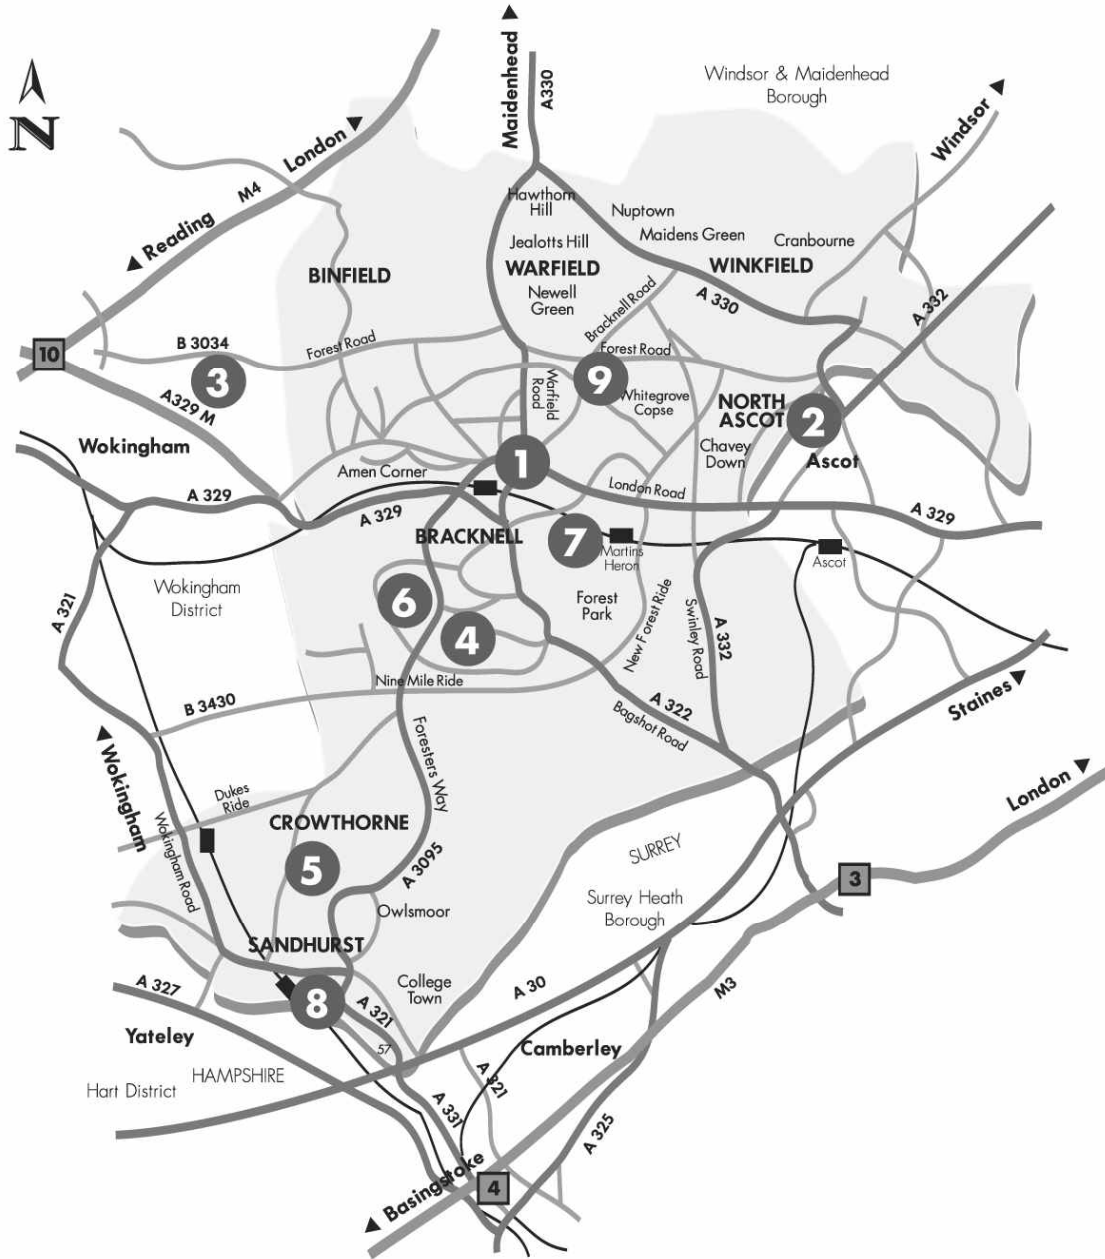 Maidenhead
A330
Windsor & Maidenhead
Borough
Windsor
N
London
M4
Reading
Hawthorn
Hill
Nuptown
Maidens Green
Cranbourne
Jealotts Hill
WARFIELD
WINKFIELD
BINFIELD
Newell
Green
Bracknell Road
A 330
A 332
10
B 3034
Forest Road
Forest Road
3
9
Warfield
Road
Whitegrove
Copse
A329 M
NORTH
ASCOT
2
Wokingham
Chavey
Down
Ascot
Amen Corner
1
London Road
A 329
A 329
A 329
BRACKNELL
7
Martins
Heron
Ascot
Wokingham
District
A 321
6
4
Forest
Park
New Forest Ride
Swinley Road
A 332
Nine Mile Ride
B 3430
A 322
Bagshot Road
Staines
Foresters Way
Wokingham
Dukes
Ride
London
CROWTHORNE
Wokingham Road
5
A 3095
SURREY
3
Surrey Heath
Borough
Owlsmoor
SANDHURST
College
Town
A 30
M3
A 327
8
A 321
Yateley
57
Camberley
HAMPSHIRE
Hart District
A 321
A 331
A 325
Basingstoke
4